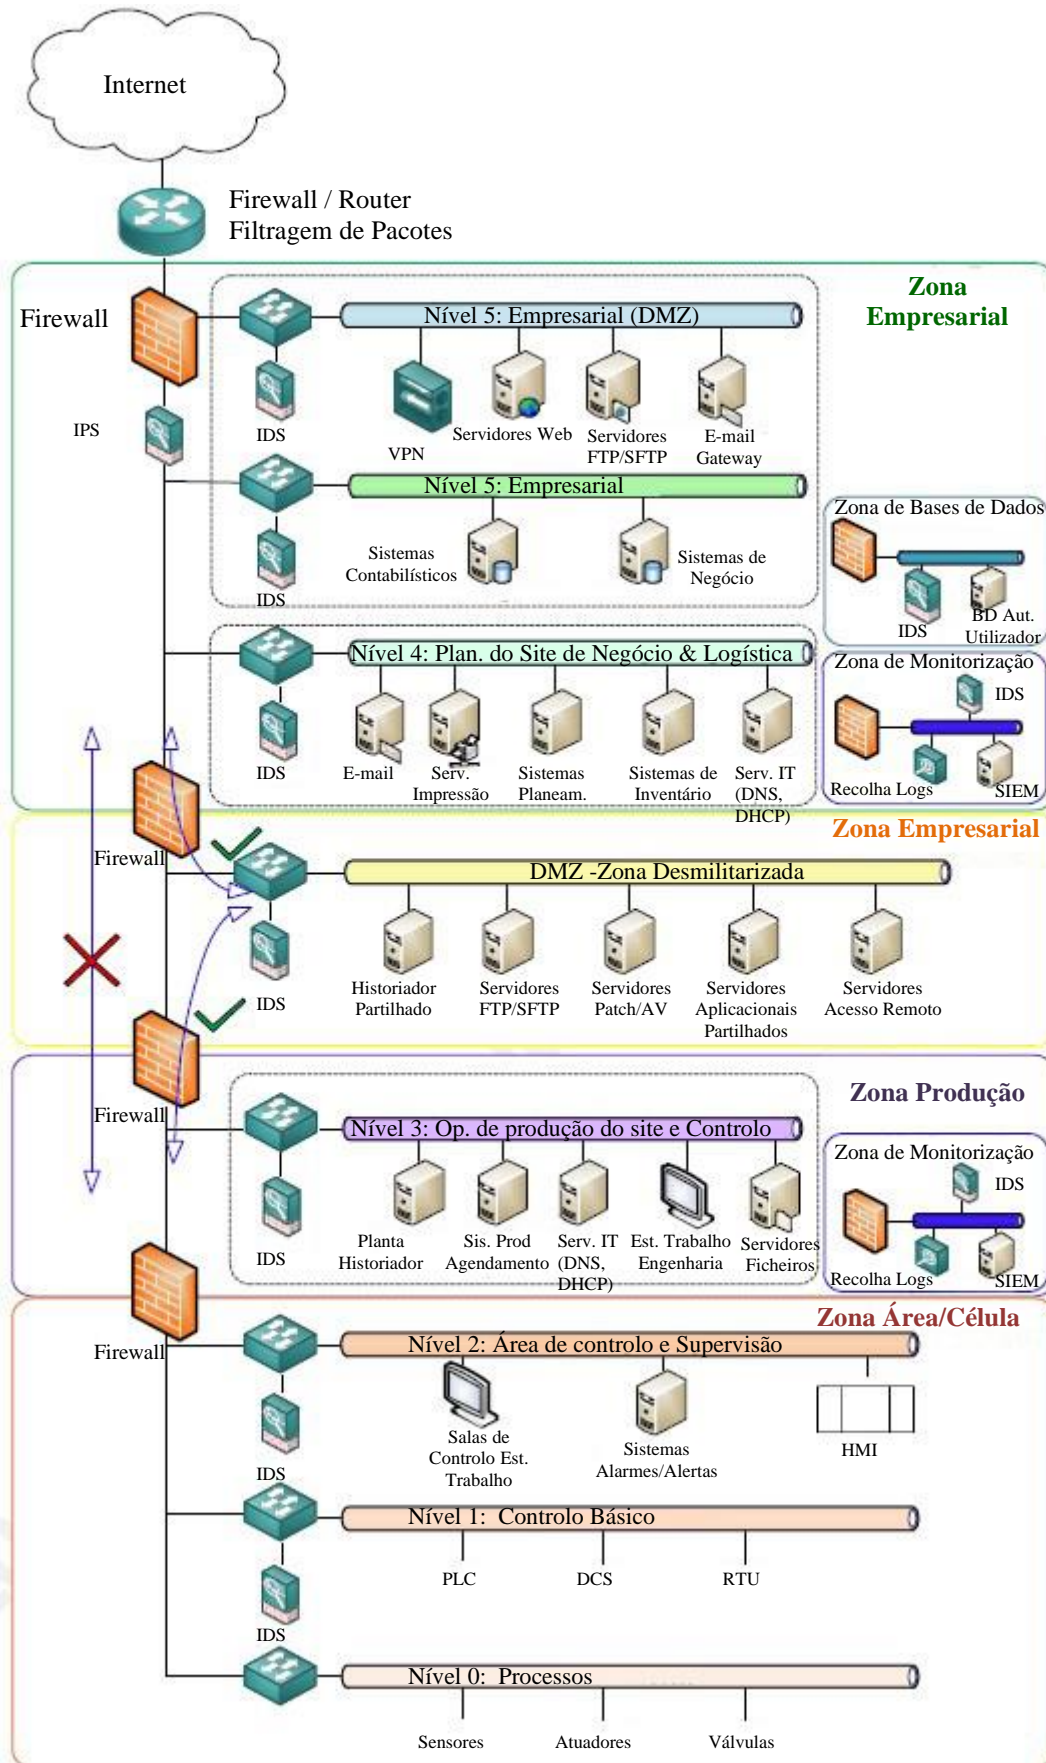 Internet
Firewall / Router
Filtragem de Pacotes
Zona
Empresarial
Firewall
Nível 5: Empresarial (DMZ)
IPS
IDS
VPN
Servidores Web
Servidores
FTP/SFTP
E-mail
Gateway
Nível 5: Empresarial
IDS
Sistemas
Contabilísticos
Sistemas de
Negócio
Zona de Bases de Dados
IDS
BD Aut.
Utilizador
Nível 4: Plan. do Site de Negócio & Logística
IDS
E-mail
Serv.
Impressão
Sistemas
Planeam.
Sistemas de
Inventário
Serv. IT
(DNS,
DHCP)
Zona de Monitorização
IDS
Recolha Logs
SIEM
Zona Empresarial
Firewall
DMZ -Zona Desmilitarizada
IDS
Historiador
Partilhado
Servidores
FTP/SFTP
Servidores
Patch/AV
Servidores
Aplicacionais
Partilhados
Servidores
Acesso Remoto
Zona Produção
Firewall
Nível 3: Op. de produção do site e Controlo
IDS
Planta
Historiador
Sis. Prod
Agendamento
Serv. IT
(DNS,
DHCP)
Est. Trabalho
Engenharia
Servidores
Ficheiros
Zona de Monitorização
IDS
Recolha Logs
SIEM
Zona Área/Célula
Firewall
Nível 2: Área de controlo e Supervisão
IDS
Salas de
Controlo Est.
Trabalho
Sistemas
Alarmes/Alertas
HMI
Nível 1: Controlo Básico
IDS
PLC
DCS
RTU
Nível 0: Processos
Sensores
Atuadores
Válvulas